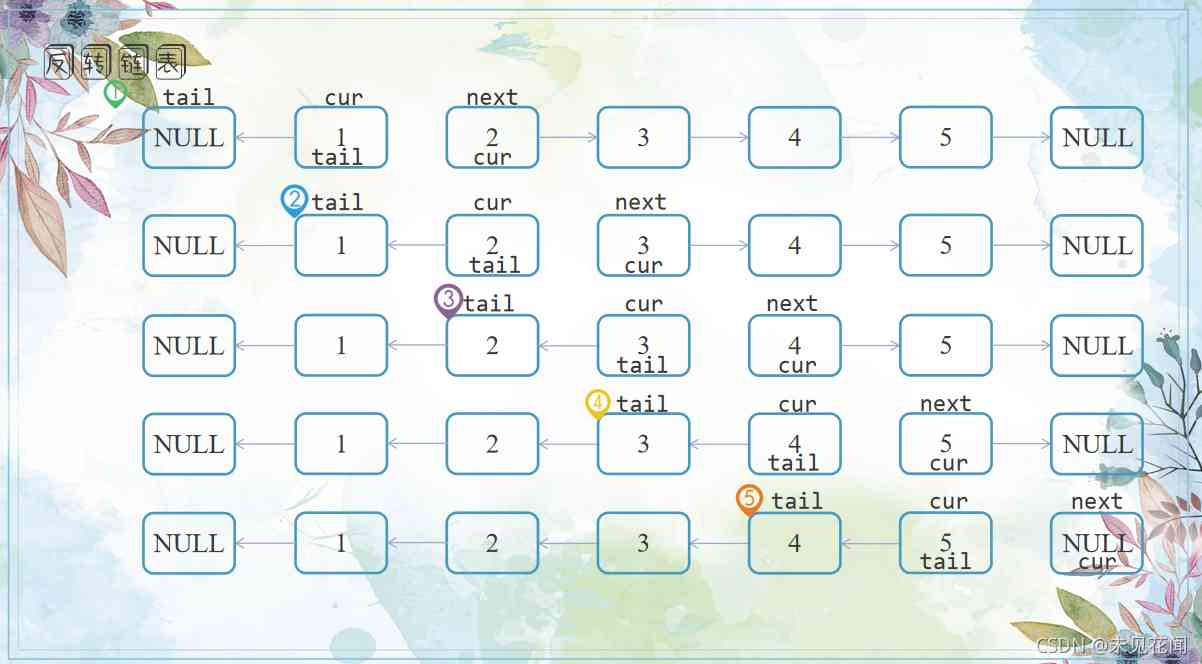 反转链表
① tail cur next
NULL 1 2 3 4 5 NULL
tail cur
② tail cur next
NULL 1 2 3 4 5 NULL
tail cur
③ tail cur next
NULL 1 2 3 4 5 NULL
tail cur
④ tail cur next
NULL 1 2 3 4 5 NULL
tail cur
⑤ tail cur next
NULL 1 2 3 4 5 NULL
tail cur
CSDN @未见花闻